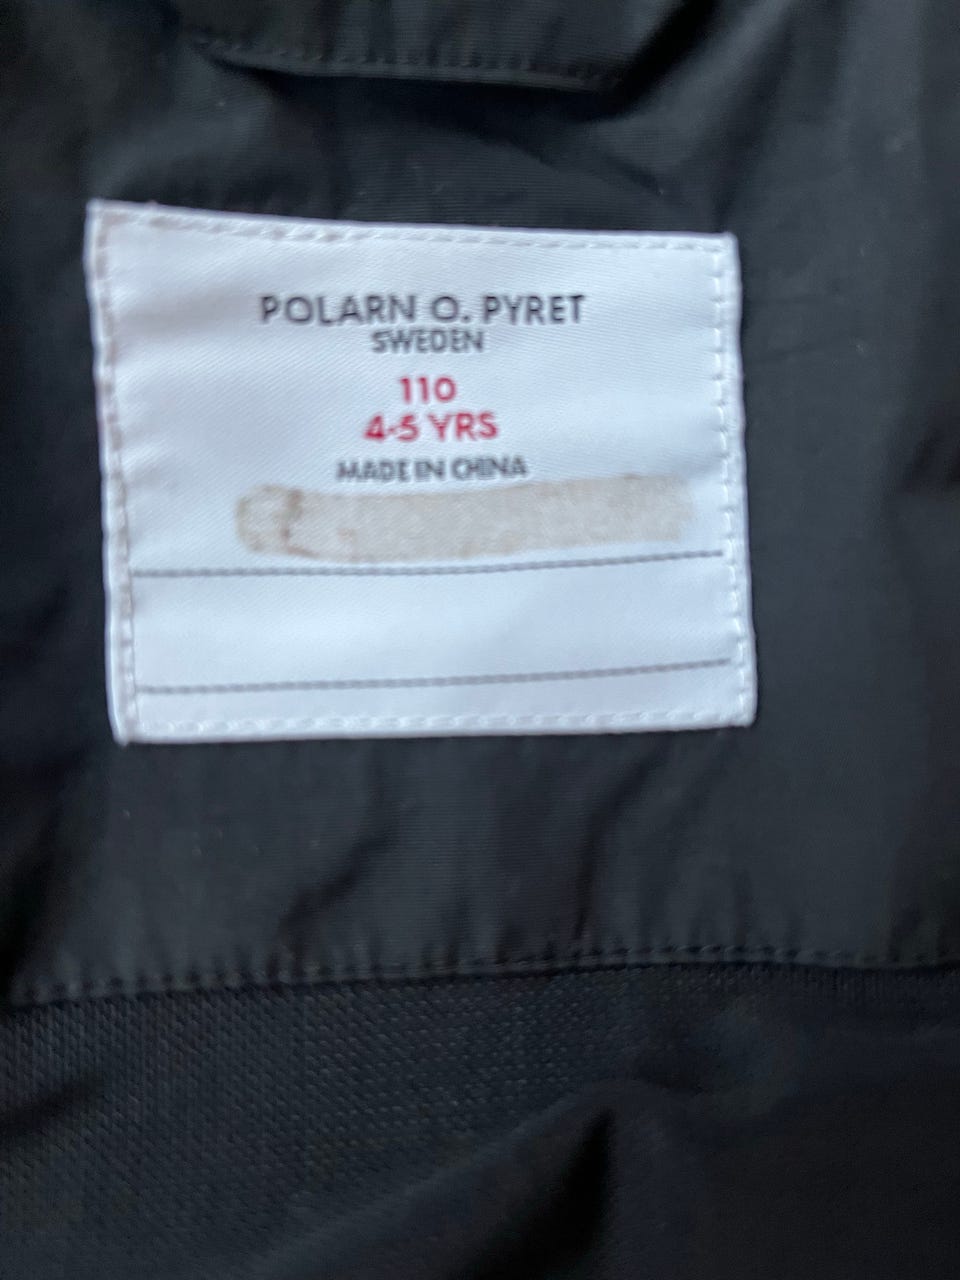 POLARN O. PYRET
SWEDEN
110
4-5 YRS
MADE IN CHINA